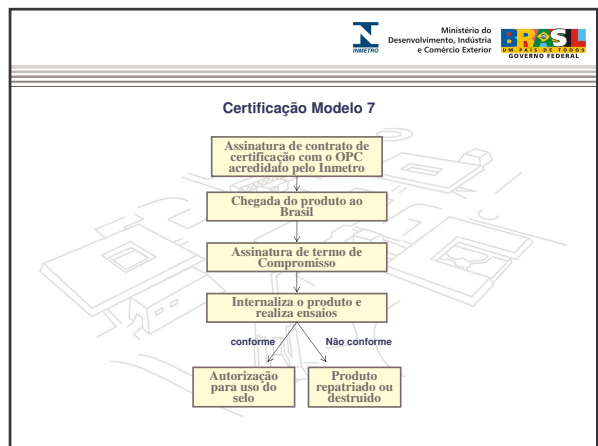 INMETRO
Ministério do
Desenvolvimento, Indústria
e Comércio Exterior
BRASIL
UM PAÍS DE TODOS
GOVERNO FEDERAL
Certificação Modelo 7
Assinatura de contrato de
certificação com o OPC
acredidato pelo Inmetro
Chegada do produto ao
Brasil
Assinatura de termo de
Compromisso
Internaliza o produto e
realiza ensaios
conforme
Não conforme
Autorização
para uso do
selo
Produto
repatriado ou
destruido